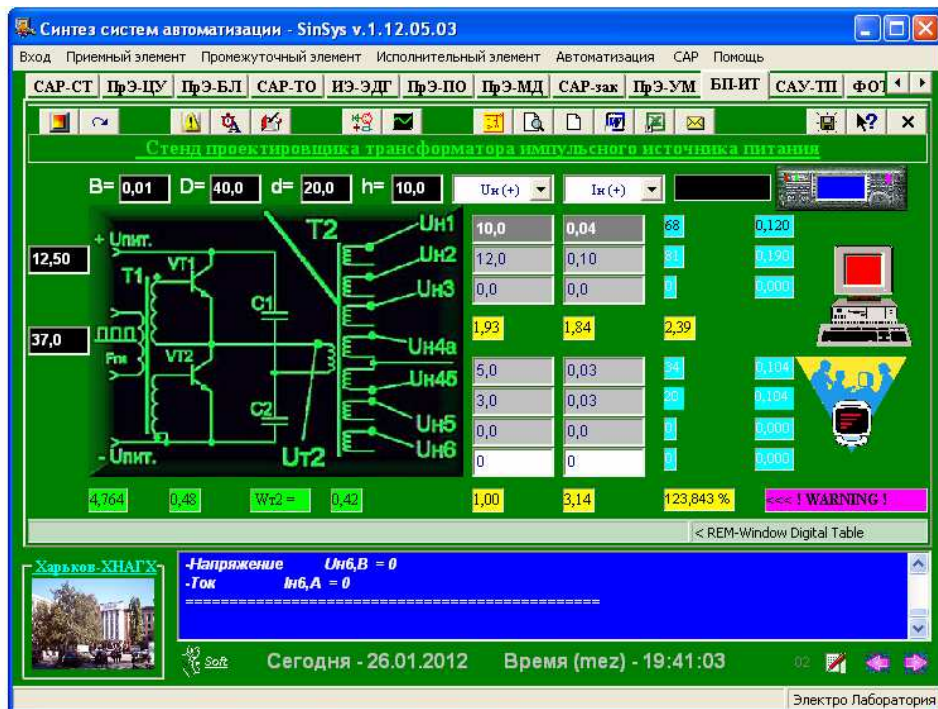 Синтез систем автоматизации - SinSys v.1.12.05.03
Вход Приемный элемент Промежуточный элемент Исполнительный элемент Автоматизация САР Помощь
САР-СТ ПрЭ-ЦУ ПрЭ-БЛ САР-ТО ИЭ-ЭДГ ПрЭ-ПО ПрЭ-МД САР-зак ПрЭ-УМ БП-ИТ САУ-ТП
Стенд проектировщика трансформатора импульсного источника питания
B= 0,01 D= 40,0 d= 20,0 h= 10,0 Uн (+) Iн (+)
+ Uпит. T2 Uн1 10,0 0,04 68 0,120
12,50 VT1 Uн2 12,0 0,10 81 0,190
T1 Uн3 0,0 0,0 0 0,000
C1 1,93 1,84 2,39
37,0 Uн4а
VT2 Uн4б 5,0 0,03 34 0,104
C2 3,0 0,03 20 0,104
Uн5 0,0 0,0 0 0,000
- Uпит. Uт2 Uн6 0 0 0 0,000
4,764 0,48 Wт2 = 0,42 1,00 3,14 123,843 % <<< ! WARNING !
< REM-Window Digital Table
Харьков-ХНАГХ
-Напряжение Uн6,В = 0
-Ток Iн6,А = 0
==================================================
Soft Сегодня - 26.01.2012 Время (mez) - 19:41:03 02
Электро Лаборатория